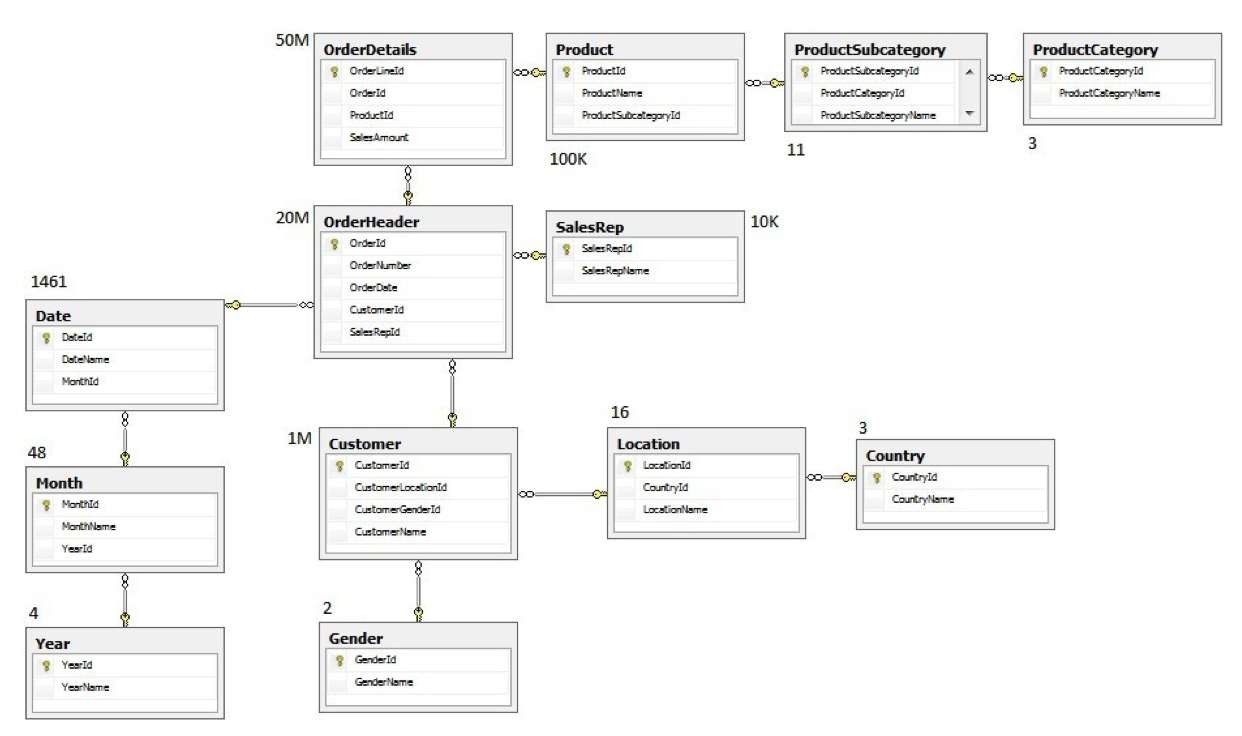 50M
OrderDetails
OrderLineId
OrderId
ProductId
SalesAmount
Product
ProductId
ProductName
ProductSubcategoryId
100K
ProductSubcategory
ProductSubcategoryId
ProductCategoryId
ProductSubcategoryName
11
ProductCategory
ProductCategoryId
ProductCategoryName
3
20M
OrderHeader
OrderId
OrderNumber
OrderDate
CustomerId
SalesRepId
SalesRep
SalesRepId
SalesRepName
10K
1461
Date
DateId
DateName
MonthId
48
Month
MonthId
MonthName
YearId
4
Year
YearId
YearName
1M
Customer
CustomerId
CustomerLocationId
CustomerGenderId
CustomerName
16
Location
LocationId
CountryId
LocationName
3
Country
CountryId
CountryName
2
Gender
GenderId
GenderName